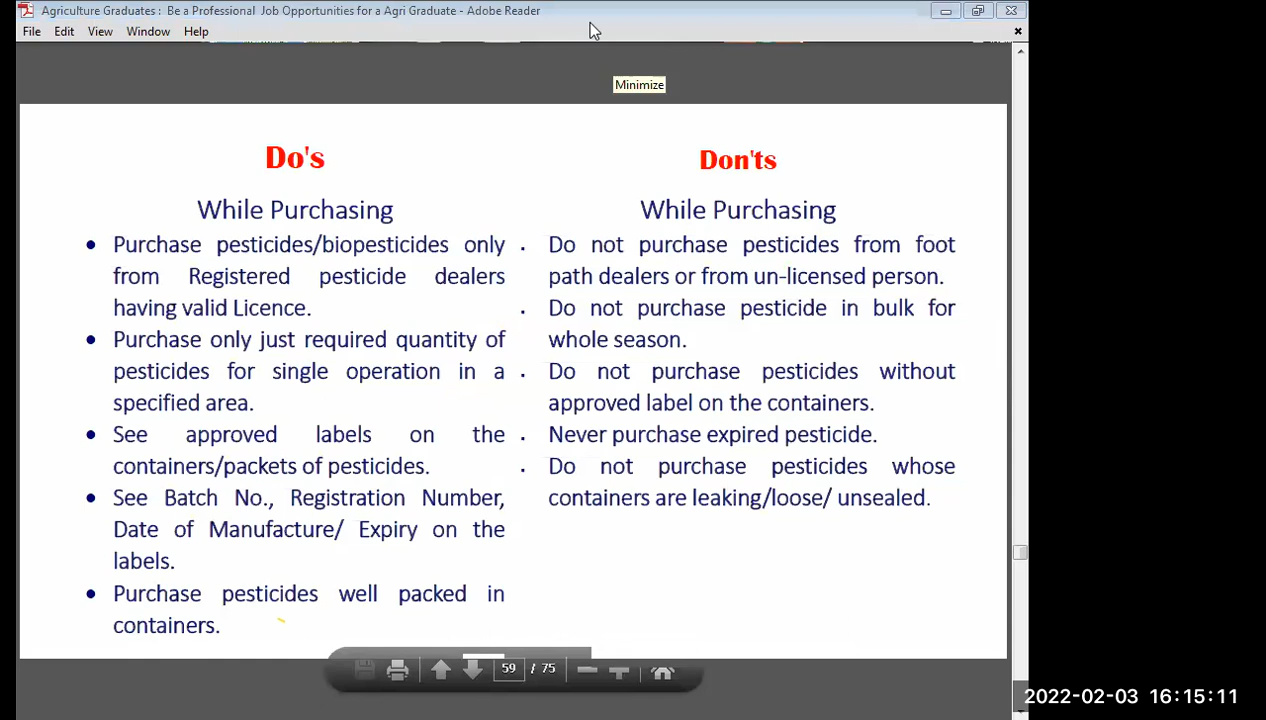 Agriculture Graduates : Be a Professional Job Opportunities for a Agri Graduate - Adobe Reader
File Edit View Window Help
Minimize
Do's
While Purchasing
• Purchase pesticides/biopesticides only
from Registered pesticide dealers
having valid Licence.
• Purchase only just required quantity of
pesticides for single operation in a
specified area.
• See approved labels on the
containers/packets of pesticides.
• See Batch No., Registration Number,
Date of Manufacture/ Expiry on the
labels.
• Purchase pesticides well packed in
containers.
Don'ts
While Purchasing
• Do not purchase pesticides from foot
path dealers or from un-licensed person.
• Do not purchase pesticide in bulk for
whole season.
• Do not purchase pesticides without
approved label on the containers.
• Never purchase expired pesticide.
• Do not purchase pesticides whose
containers are leaking/loose/ unsealed.
59 / 75
2022-02-03 16:15:11